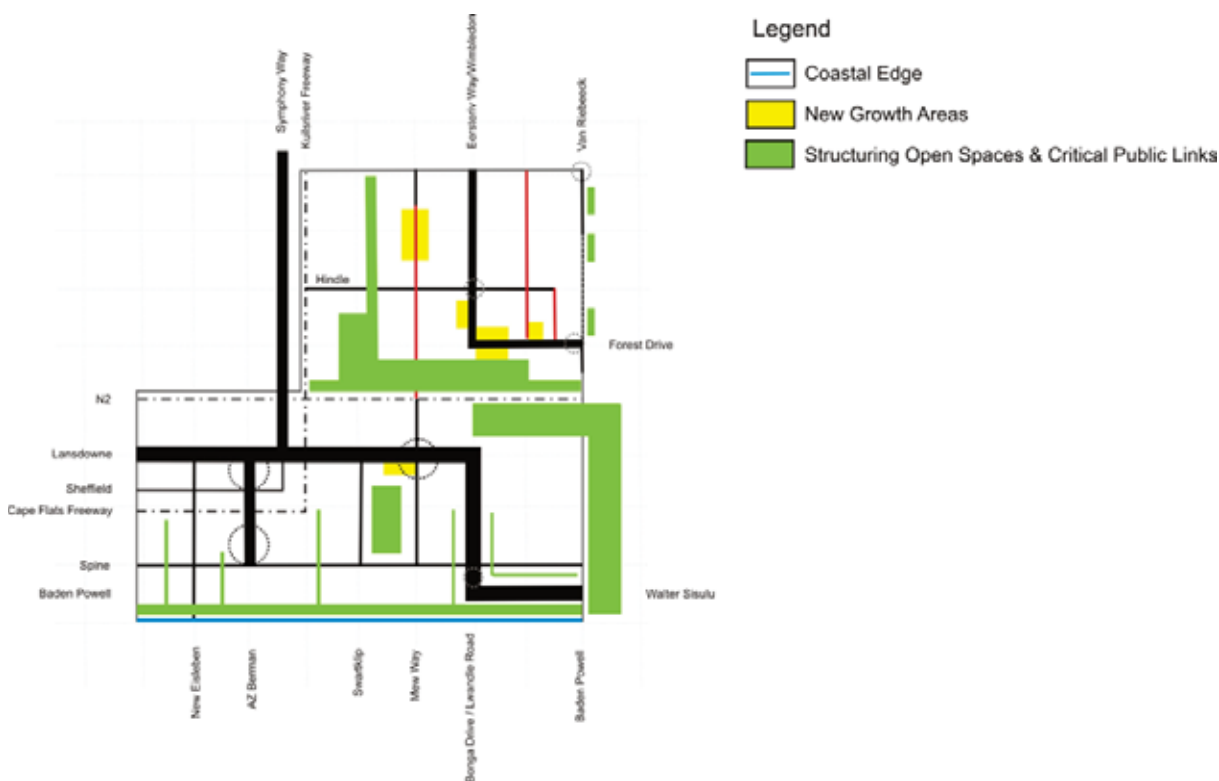 Legend
Coastal Edge
New Growth Areas
Structuring Open Spaces & Critical Public Links
Symphony Way
Kuilsriver Freeway
Eersteriv Way/Wimbledon
Van Riebeeck
Hindle
Forest Drive
N2
Lansdowne
Sheffield
Cape Flats Freeway
Spine
Baden Powell
Walter Sisulu
New Eisleben
AZ Berman
Swartklip
Mew Way
Bonga Drive / Lwandle Road
Baden Powell